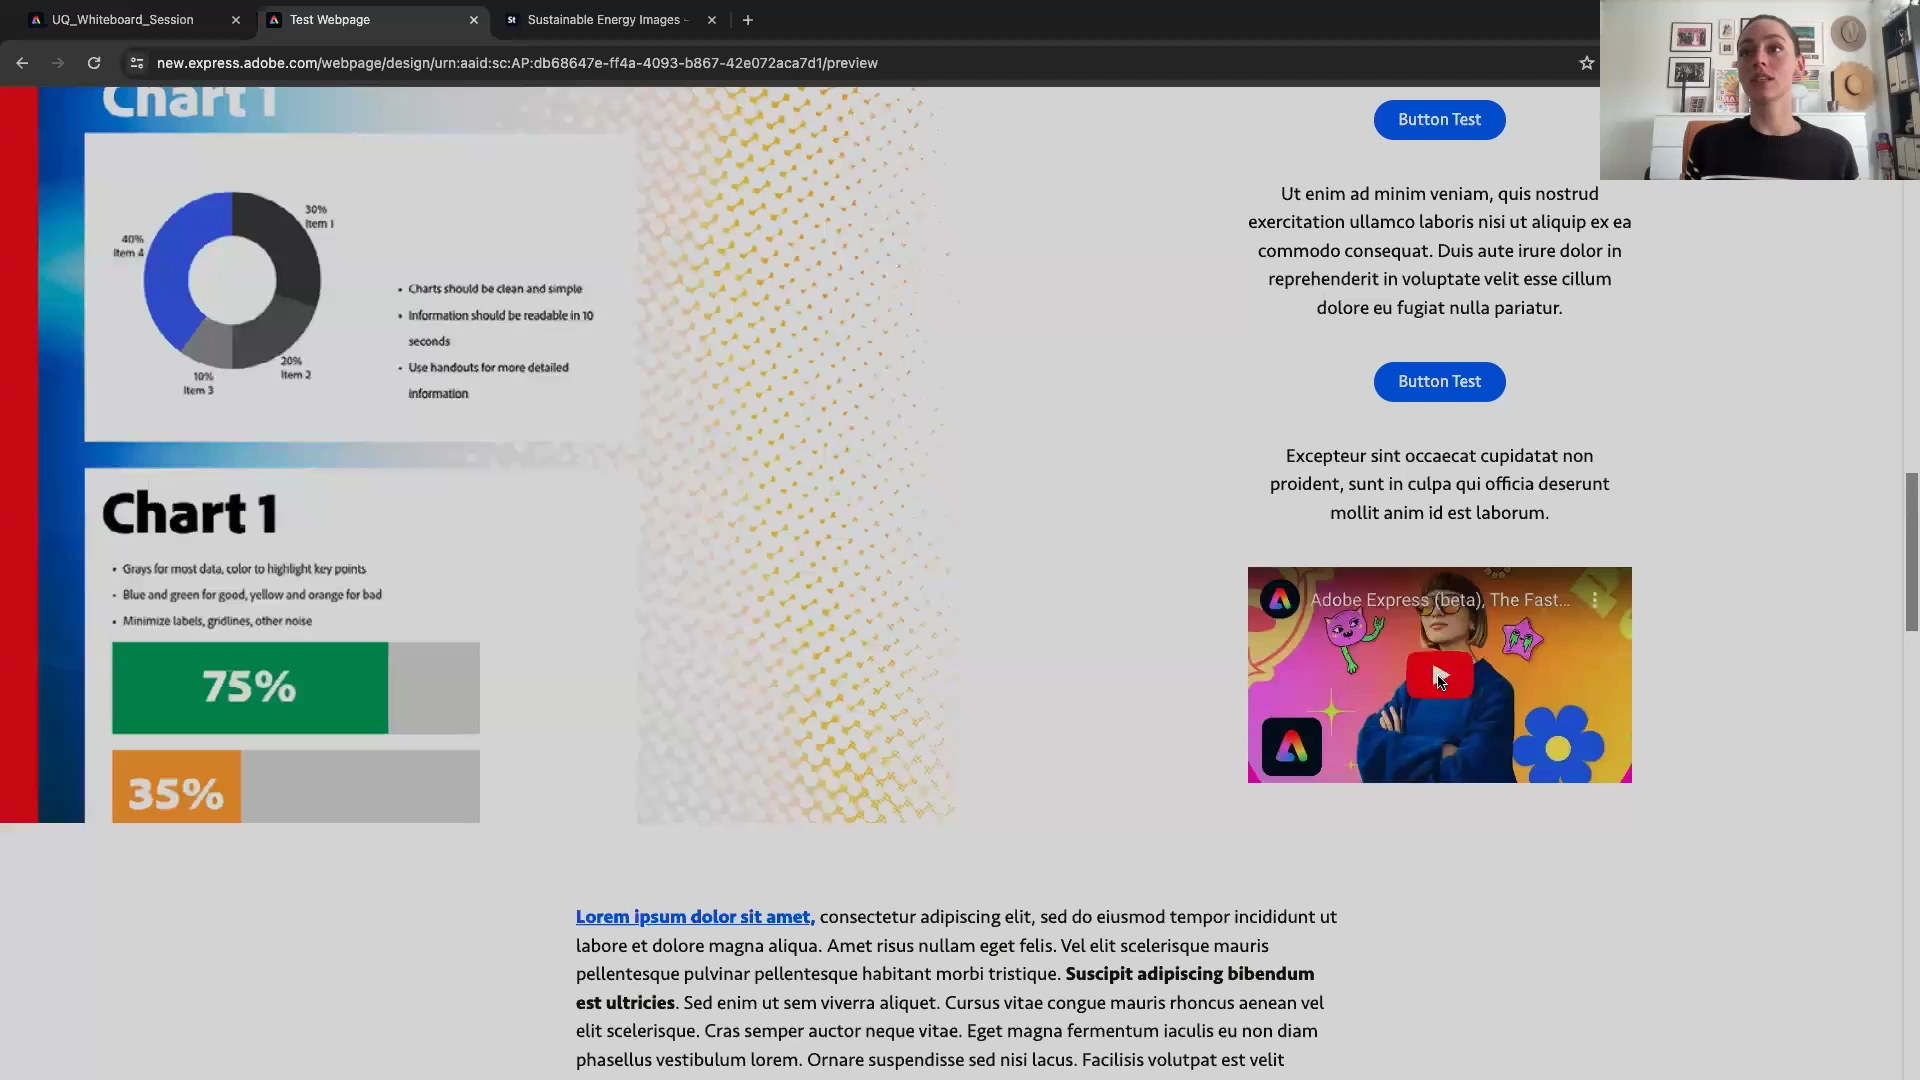 UQ_Whiteboard_Session
Test Webpage
St
Sustainable Energy Images -
new.express.adobe.com/webpage/design/urn:aaid:sc:AP:db68647e-ff4a-4093-b867-42e072aca7d1/preview
Chart 1
30%
Item 1
40%
Item 4
20%
Item 2
10%
Item 3
• Charts should be clean and simple
• Information should be readable in 10
seconds
• Use handouts for more detailed
information
Chart 1
• Grays for most data, color to highlight key points
• Blue and green for good, yellow and orange for bad
• Minimize labels, gridlines, other noise
75%
35%
Button Test
Ut enim ad minim veniam, quis nostrud
exercitation ullamco laboris nisi ut aliquip ex ea
commodo consequat. Duis aute irure dolor in
reprehenderit in voluptate velit esse cillum
dolore eu fugiat nulla pariatur.
Button Test
Excepteur sint occaecat cupidatat non
proident, sunt in culpa qui officia deserunt
mollit anim id est laborum.
Adobe Express (beta), The Fast...
Lorem ipsum dolor sit amet, consectetur adipiscing elit, sed do eiusmod tempor incididunt ut
labore et dolore magna aliqua. Amet risus nullam eget felis. Vel elit scelerisque mauris
pellentesque pulvinar pellentesque habitant morbi tristique. Suscipit adipiscing bibendum
est ultricies. Sed enim ut sem viverra aliquet. Cursus vitae congue mauris rhoncus aenean vel
elit scelerisque. Cras semper auctor neque vitae. Eget magna fermentum iaculis eu non diam
phasellus vestibulum lorem. Ornare suspendisse sed nisi lacus. Facilisis volutpat est velit